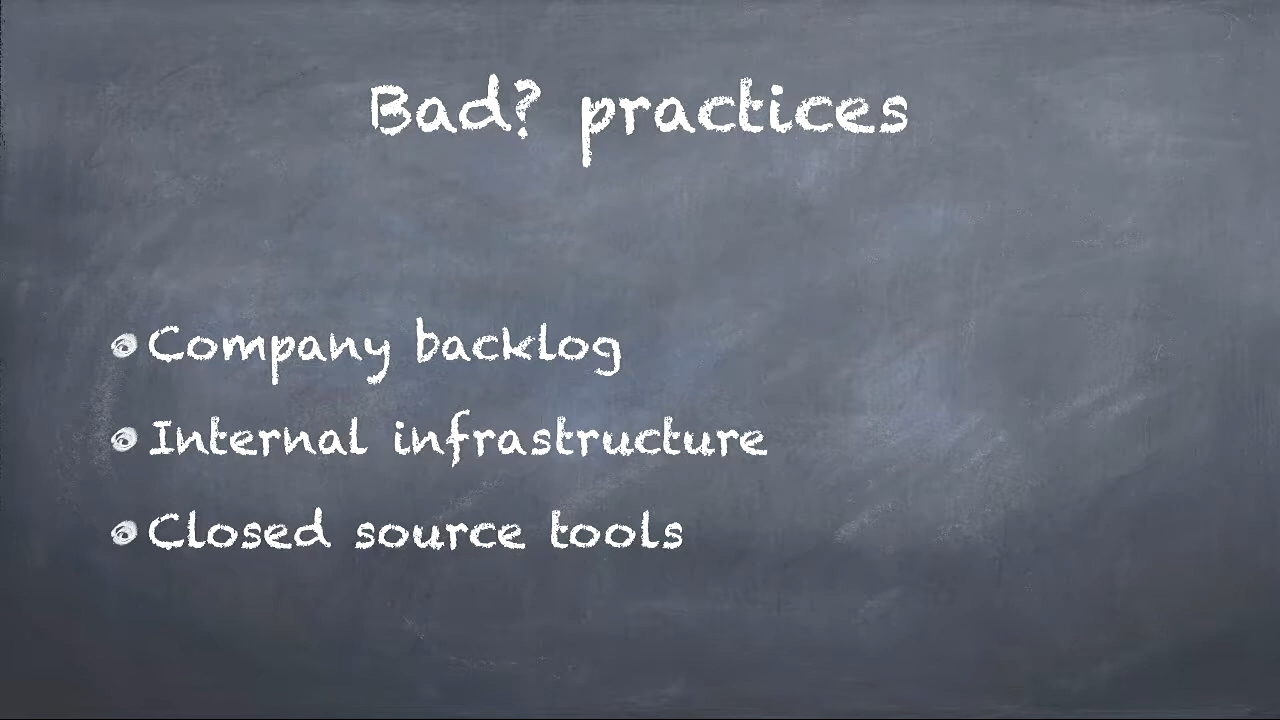 Bad? practices
Company backlog
Internal infrastructure
Closed source tools